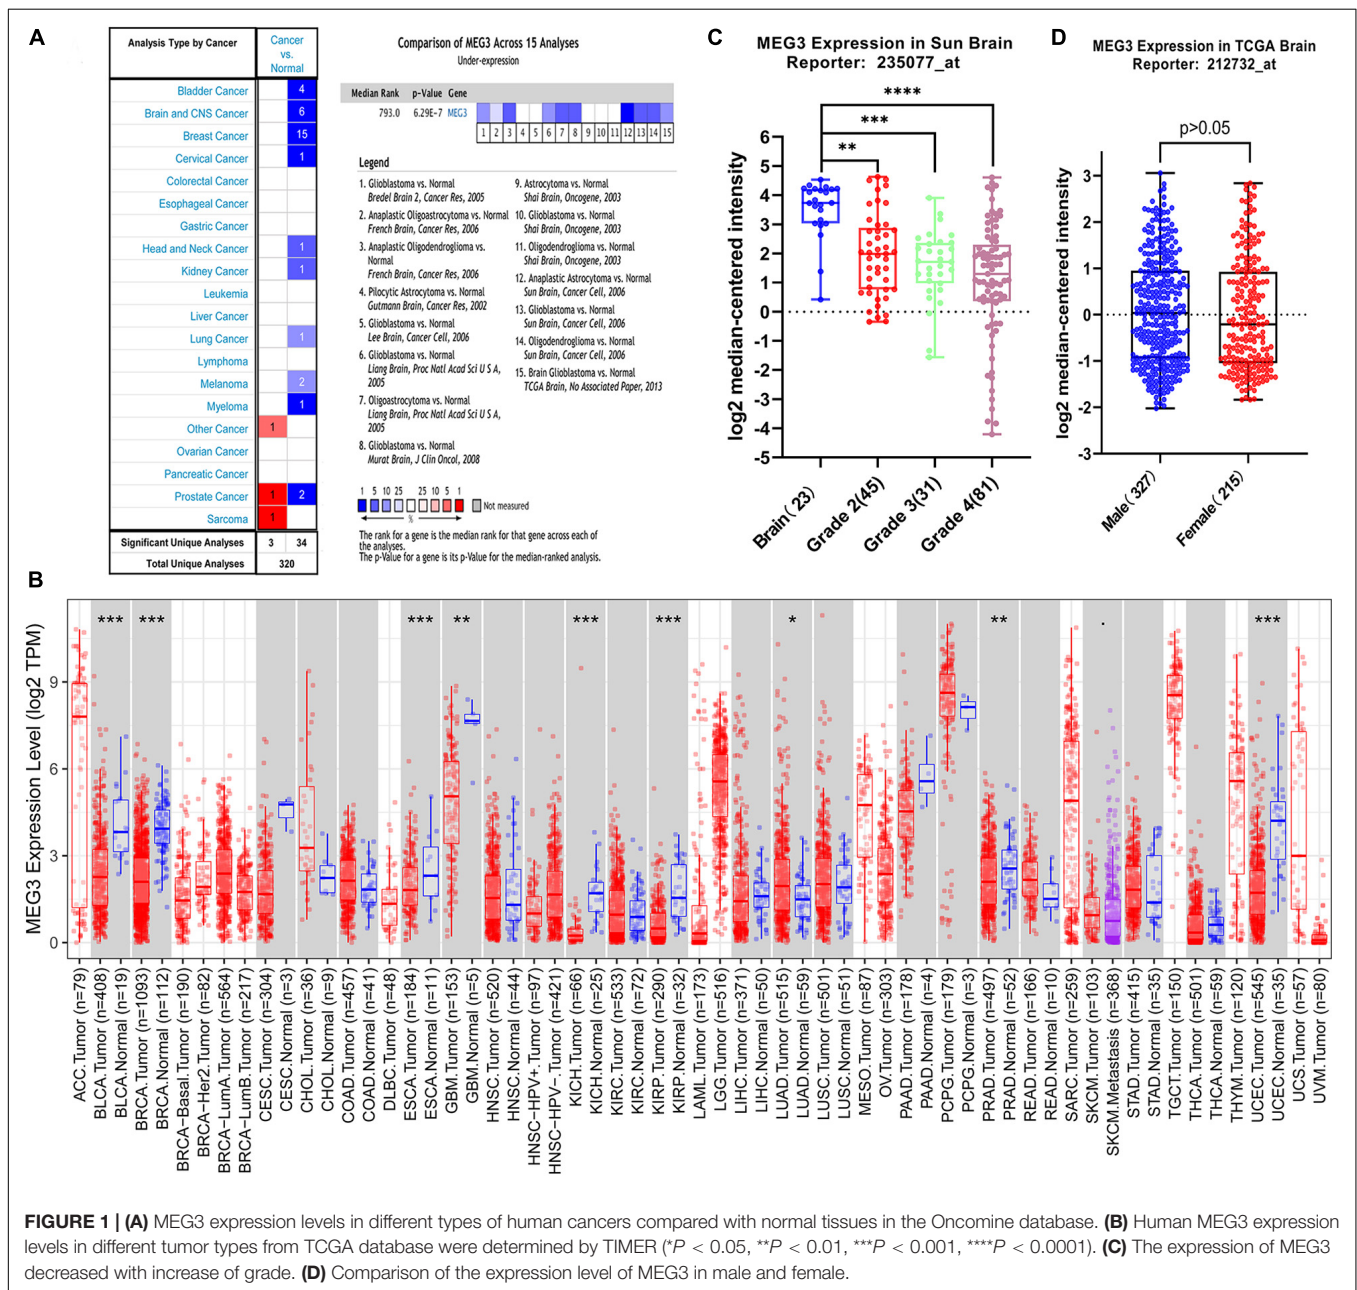 A
Analysis Type by Cancer
Cancer
vs.
Normal
Bladder Cancer 4
Brain and CNS Cancer 6
Breast Cancer 15
Cervical Cancer 1
Colorectal Cancer
Esophageal Cancer
Gastric Cancer
Head and Neck Cancer 1
Kidney Cancer 1
Leukemia
Liver Cancer
Lung Cancer 1
Lymphoma
Melanoma 2
Myeloma 1
Other Cancer 1
Ovarian Cancer
Pancreatic Cancer
Prostate Cancer 1 2
Sarcoma 1
Significant Unique Analyses 3 34
Total Unique Analyses 320
Comparison of MEG3 Across 15 Analyses
Under-expression
Median Rank p-Value Gene
793.0 6.29E-7 MEG3
1 2 3 4 5 6 7 8 9 10 11 12 13 14 15
Legend
1. Glioblastoma vs. Normal
Bredel Brain 2, Cancer Res, 2005
2. Anaplastic Oligoastrocytoma vs. Normal
French Brain, Cancer Res, 2006
3. Anaplastic Oligodendroglioma vs.
Normal
French Brain, Cancer Res, 2006
4. Pilocytic Astrocytoma vs. Normal
Gutmann Brain, Cancer Res, 2002
5. Glioblastoma vs. Normal
Lee Brain, Cancer Cell, 2006
6. Glioblastoma vs. Normal
Liang Brain, Proc Natl Acad Sci U S A,
2005
7. Oligoastrocytoma vs. Normal
Liang Brain, Proc Natl Acad Sci U S A,
2005
8. Glioblastoma vs. Normal
Murat Brain, J Clin Oncol, 2008
9. Astrocytoma vs. Normal
Shai Brain, Oncogene, 2003
10. Glioblastoma vs. Normal
Shai Brain, Oncogene, 2003
11. Oligodendroglioma vs. Normal
Shai Brain, Oncogene, 2003
12. Anaplastic Astrocytoma vs. Normal
Sun Brain, Cancer Cell, 2006
13. Glioblastoma vs. Normal
Sun Brain, Cancer Cell, 2006
14. Oligodendroglioma vs. Normal
Sun Brain, Cancer Cell, 2006
15. Brain Glioblastoma vs. Normal
TCGA Brain, No Associated Paper, 2013
1 5 10 25 25 10 5 1
%
Not measured
The rank for a gene is the median rank for that gene across each of
the analyses.
The p-Value for a gene is its p-Value for the median-ranked analysis.
C
MEG3 Expression in Sun Brain
Reporter: 235077_at
****
***
**
log2 median-centered intensity
6
5
4
3
2
1
0
-1
-2
-3
-4
-5
Brain(23)
Grade 2(45)
Grade 3(31)
Grade 4(81)
D
MEG3 Expression in TCGA Brain
Reporter: 212732_at
p>0.05
log2 median-centered intensity
3
2
1
0
-1
-2
-3
Male(327)
Female(215)
B
MEG3 Expression Level (log2 TPM)
9
6
3
0
*** *** *** ** *** *** * ** . ***
ACC.Tumor (n=79)
BLCA.Tumor (n=408)
BLCA.Normal (n=19)
BRCA.Tumor (n=1093)
BRCA.Normal (n=112)
BRCA-Basal.Tumor (n=190)
BRCA-Her2.Tumor (n=82)
BRCA-LumA.Tumor (n=564)
BRCA-LumB.Tumor (n=217)
CESC.Tumor (n=304)
CESC.Normal (n=3)
CHOL.Tumor (n=36)
CHOL.Normal (n=9)
COAD.Tumor (n=457)
COAD.Normal (n=41)
DLBC.Tumor (n=48)
ESCA.Tumor (n=184)
ESCA.Normal (n=11)
GBM.Tumor (n=153)
GBM.Normal (n=5)
HNSC.Tumor (n=520)
HNSC.Normal (n=44)
HNSC-HPV+.Tumor (n=97)
HNSC-HPV-.Tumor (n=421)
KICH.Tumor (n=66)
KICH.Normal (n=25)
KIRC.Tumor (n=533)
KIRC.Normal (n=72)
KIRP.Tumor (n=290)
KIRP.Normal (n=32)
LAML.Tumor (n=173)
LGG.Tumor (n=516)
LIHC.Tumor (n=371)
LIHC.Normal (n=50)
LUAD.Tumor (n=515)
LUAD.Normal (n=59)
LUSC.Tumor (n=501)
LUSC.Normal (n=51)
MESO.Tumor (n=87)
OV.Tumor (n=303)
PAAD.Tumor (n=178)
PAAD.Normal (n=4)
PCPG.Tumor (n=179)
PCPG.Normal (n=3)
PRAD.Tumor (n=497)
PRAD.Normal (n=52)
READ.Tumor (n=166)
READ.Normal (n=10)
SARC.Tumor (n=259)
SKCM.Tumor (n=103)
SKCM.Metastasis (n=368)
STAD.Tumor (n=415)
STAD.Normal (n=35)
TGCT.Tumor (n=150)
THCA.Tumor (n=501)
THCA.Normal (n=59)
THYM.Tumor (n=120)
UCEC.Tumor (n=545)
UCEC.Normal (n=35)
UCS.Tumor (n=57)
UVM.Tumor (n=80)
FIGURE 1 | (A) MEG3 expression levels in different types of human cancers compared with normal tissues in the Oncomine database. (B) Human MEG3 expression
levels in different tumor types from TCGA database were determined by TIMER (*P < 0.05, **P < 0.01, ***P < 0.001, ****P < 0.0001). (C) The expression of MEG3
decreased with increase of grade. (D) Comparison of the expression level of MEG3 in male and female.